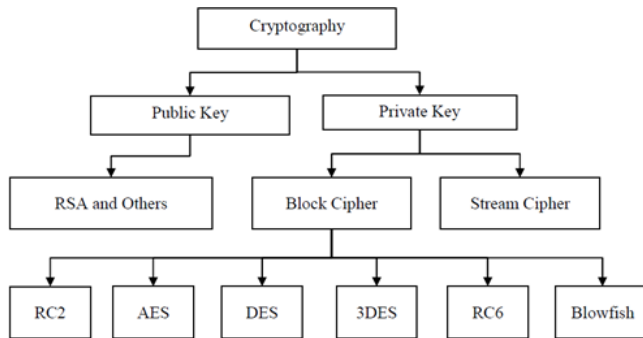 Cryptography
Public Key
Private Key
RSA and Others
Block Cipher
Stream Cipher
RC2
AES
DES
3DES
RC6
Blowfish